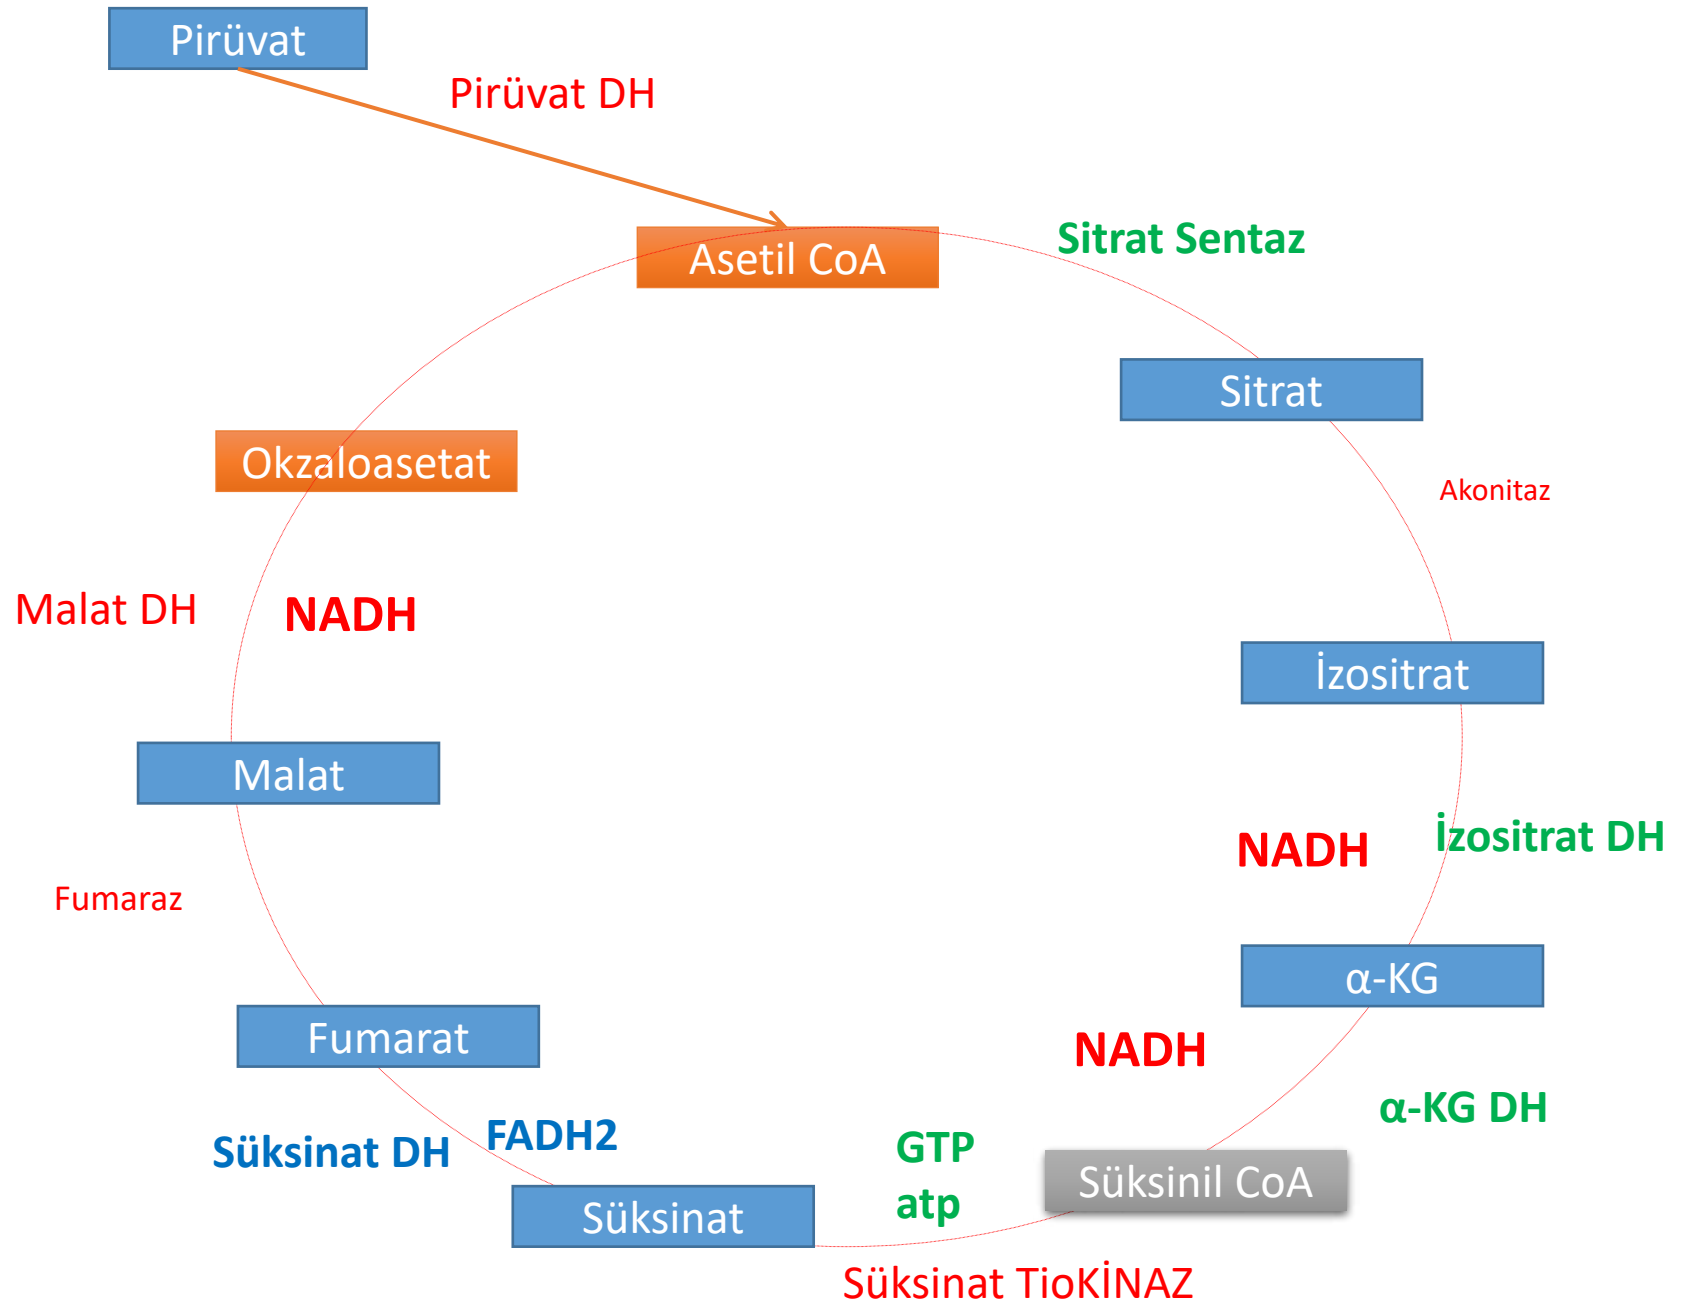 Pirüvat
Pirüvat DH
Asetil CoA
Sitrat Sentaz
Sitrat
Akonitaz
İzositrat
NADH
İzositrat DH
α-KG
NADH
α-KG DH
Süksinil CoA
GTP
atp
Süksinat TioKİNAZ
Süksinat
FADH2
Süksinat DH
Fumarat
Fumaraz
Malat
Malat DH
NADH
Okzaloasetat